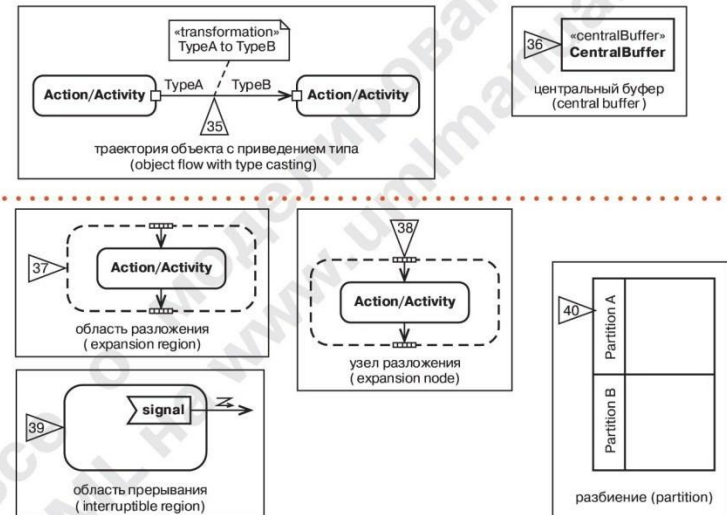 «transformation»
TypeA to TypeB
Action/Activity
TypeA
TypeB
Action/Activity
35
траектория объекта с приведением типа
(object flow with type casting)
36
«centralBuffer»
CentralBuffer
центральный буфер
(central buffer)
37
Action/Activity
область разложения
(expansion region)
38
Action/Activity
узел разложения
(expansion node)
39
signal
область прерывания
(interruptible region)
40
Partition A
Partition B
разбиение (partition)